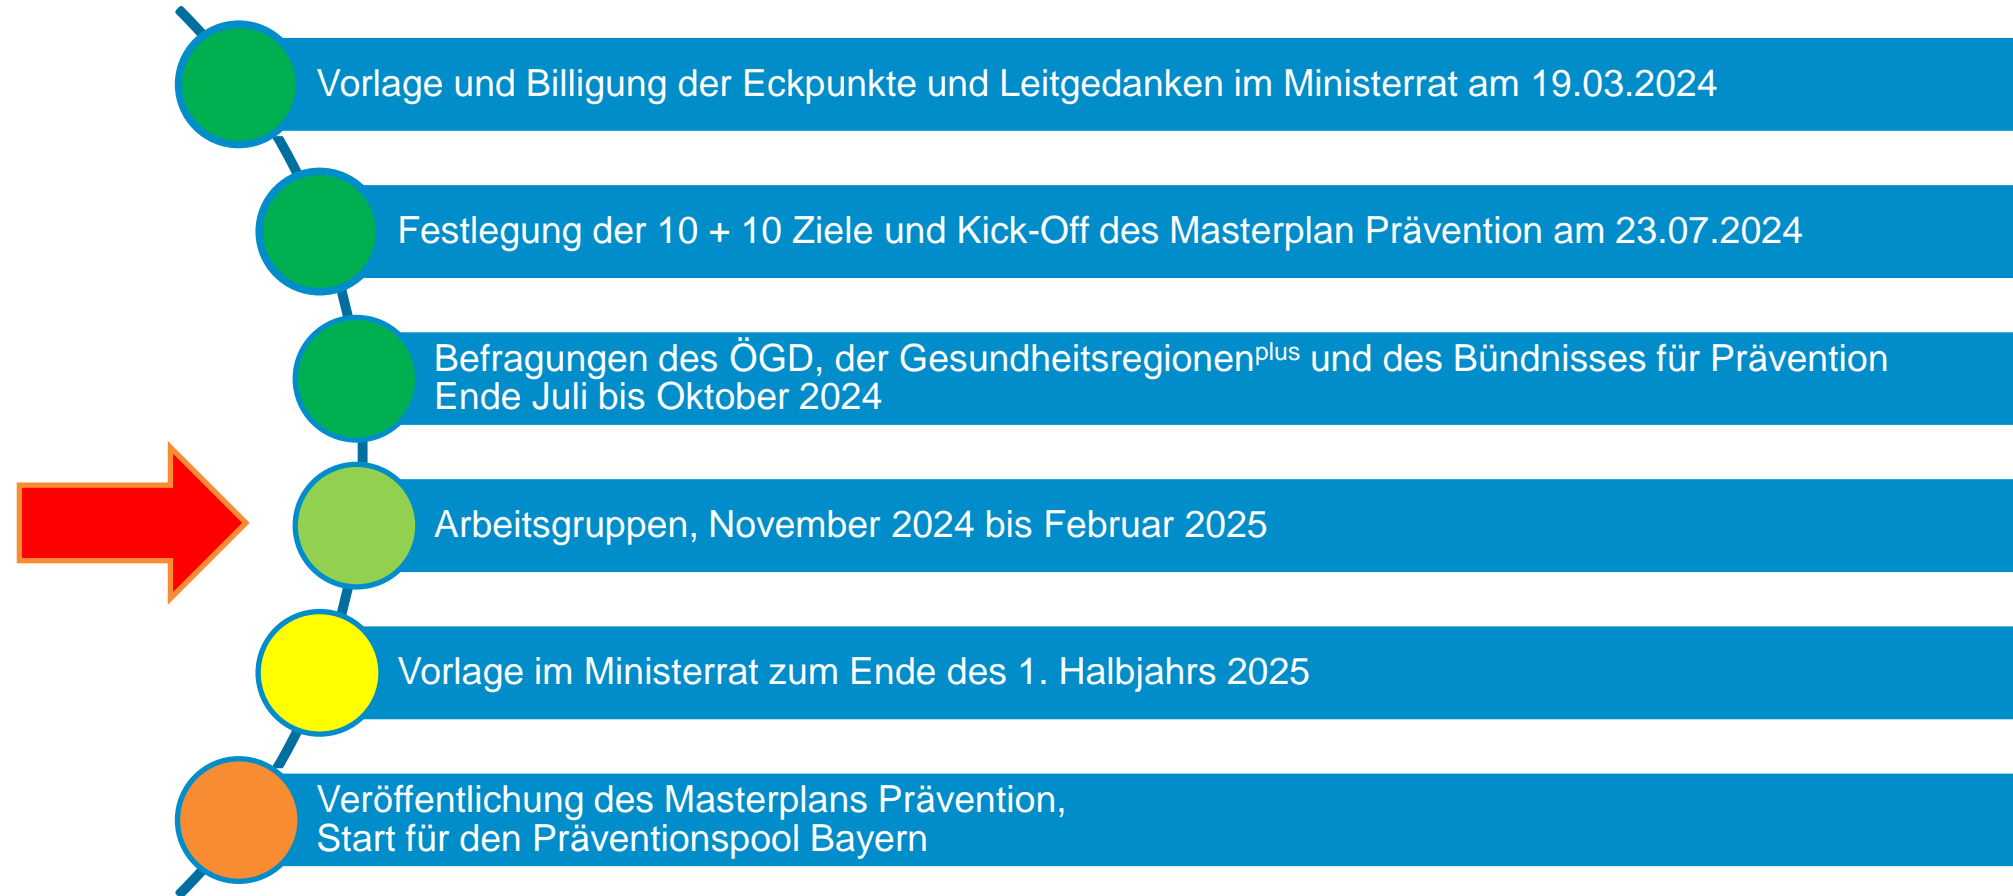 Vorlage und Billigung der Eckpunkte und Leitgedanken im Ministerrat am 19.03.2024
Festlegung der 10 + 10 Ziele und Kick-Off des Masterplan Prävention am 23.07.2024
Befragungen des ÖGD, der Gesundheitsregionenplus und des Bündnisses für Prävention
Ende Juli bis Oktober 2024
Arbeitsgruppen, November 2024 bis Februar 2025
Vorlage im Ministerrat zum Ende des 1. Halbjahrs 2025
Veröffentlichung des Masterplans Prävention,
Start für den Präventionspool Bayern